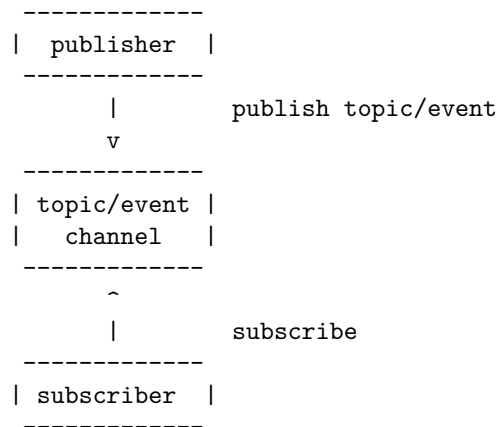 publisher
publish topic/event
topic/event
channel
subscribe
subscriber